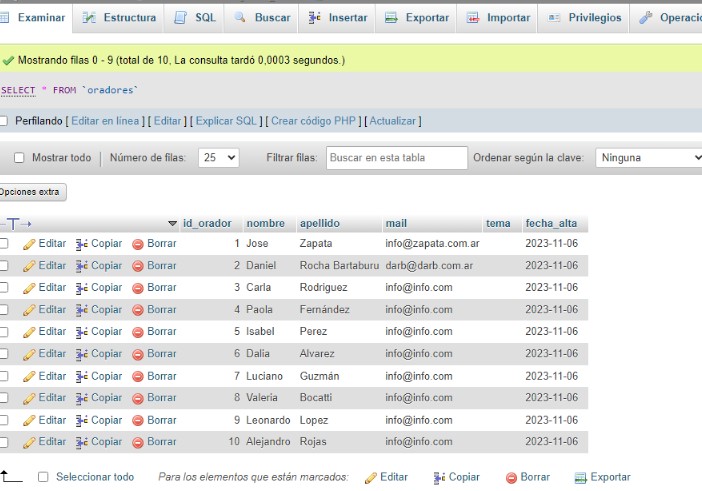 Examinar Estructura SQL Buscar Insertar Exportar Importar Privilegios Operacio
Mostrando filas 0 - 9 (total de 10, La consulta tardó 0,0003 segundos.)
SELECT * FROM `oradores`
Perfilando [ Editar en línea ] [ Editar ] [ Explicar SQL ] [ Crear código PHP ] [ Actualizar ]
Mostrar todo Número de filas: 25 Filtrar filas: Buscar en esta tabla Ordenar según la clave: Ninguna
Opciones extra
id_orador nombre apellido mail tema fecha_alta
Editar Copiar Borrar 1 Jose Zapata info@zapata.com.ar 2023-11-06
Editar Copiar Borrar 2 Daniel Rocha Bartaburu darb@darb.com.ar 2023-11-06
Editar Copiar Borrar 3 Carla Rodriguez info@info.com 2023-11-06
Editar Copiar Borrar 4 Paola Fernández info@info.com 2023-11-06
Editar Copiar Borrar 5 Isabel Perez info@info.com 2023-11-06
Editar Copiar Borrar 6 Dalia Alvarez info@info.com 2023-11-06
Editar Copiar Borrar 7 Luciano Guzmán info@info.com 2023-11-06
Editar Copiar Borrar 8 Valeria Bocatti info@info.com 2023-11-06
Editar Copiar Borrar 9 Leonardo Lopez info@info.com 2023-11-06
Editar Copiar Borrar 10 Alejandro Rojas info@info.com 2023-11-06
Seleccionar todo Para los elementos que están marcados: Editar Copiar Borrar Exportar